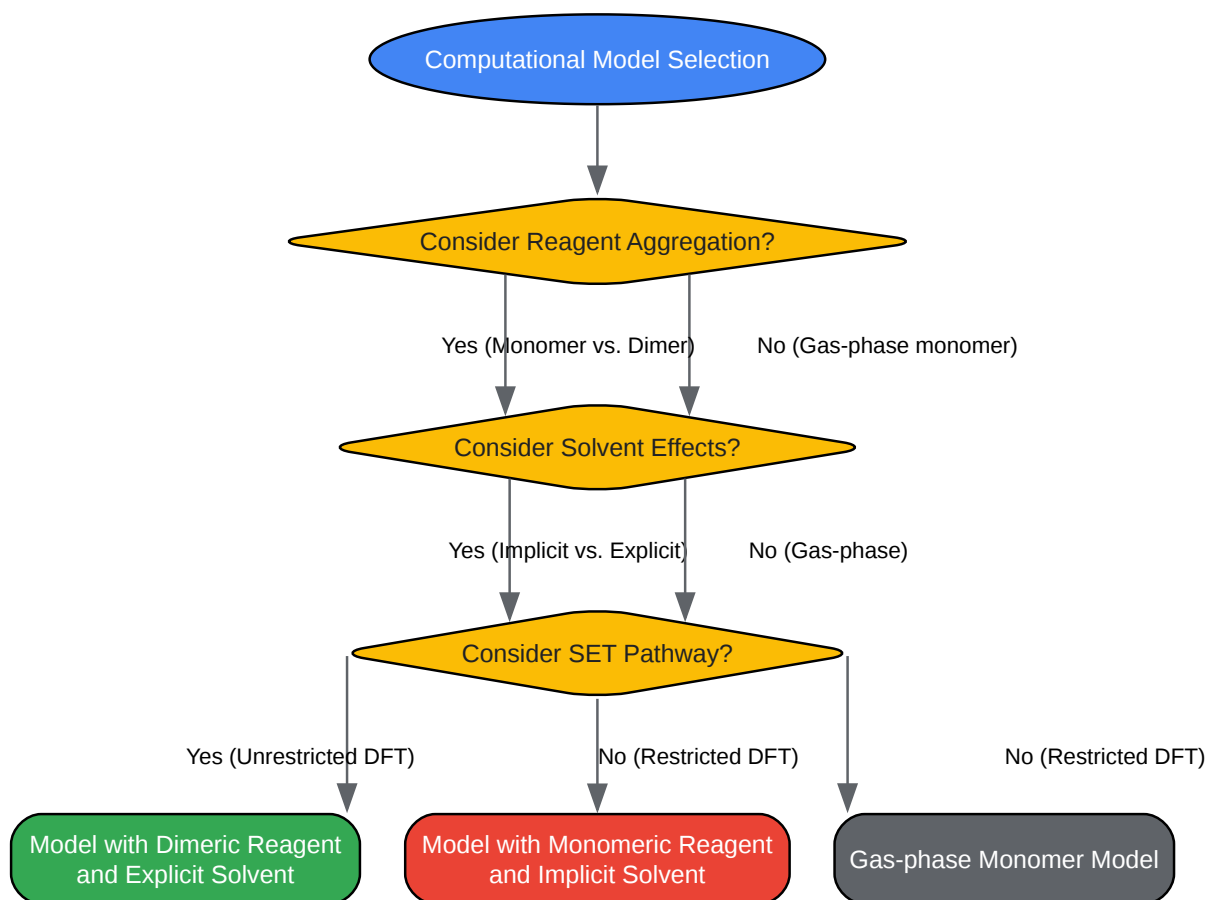 Computational Model Selection
Consider Reagent Aggregation?
Yes (Monomer vs. Dimer)
No (Gas-phase monomer)
Consider Solvent Effects?
Yes (Implicit vs. Explicit)
No (Gas-phase)
Consider SET Pathway?
Yes (Unrestricted DFT)
No (Restricted DFT)
No (Restricted DFT)
Model with Dimeric Reagent
and Explicit Solvent
Model with Monomeric Reagent
and Implicit Solvent
Gas-phase Monomer Model